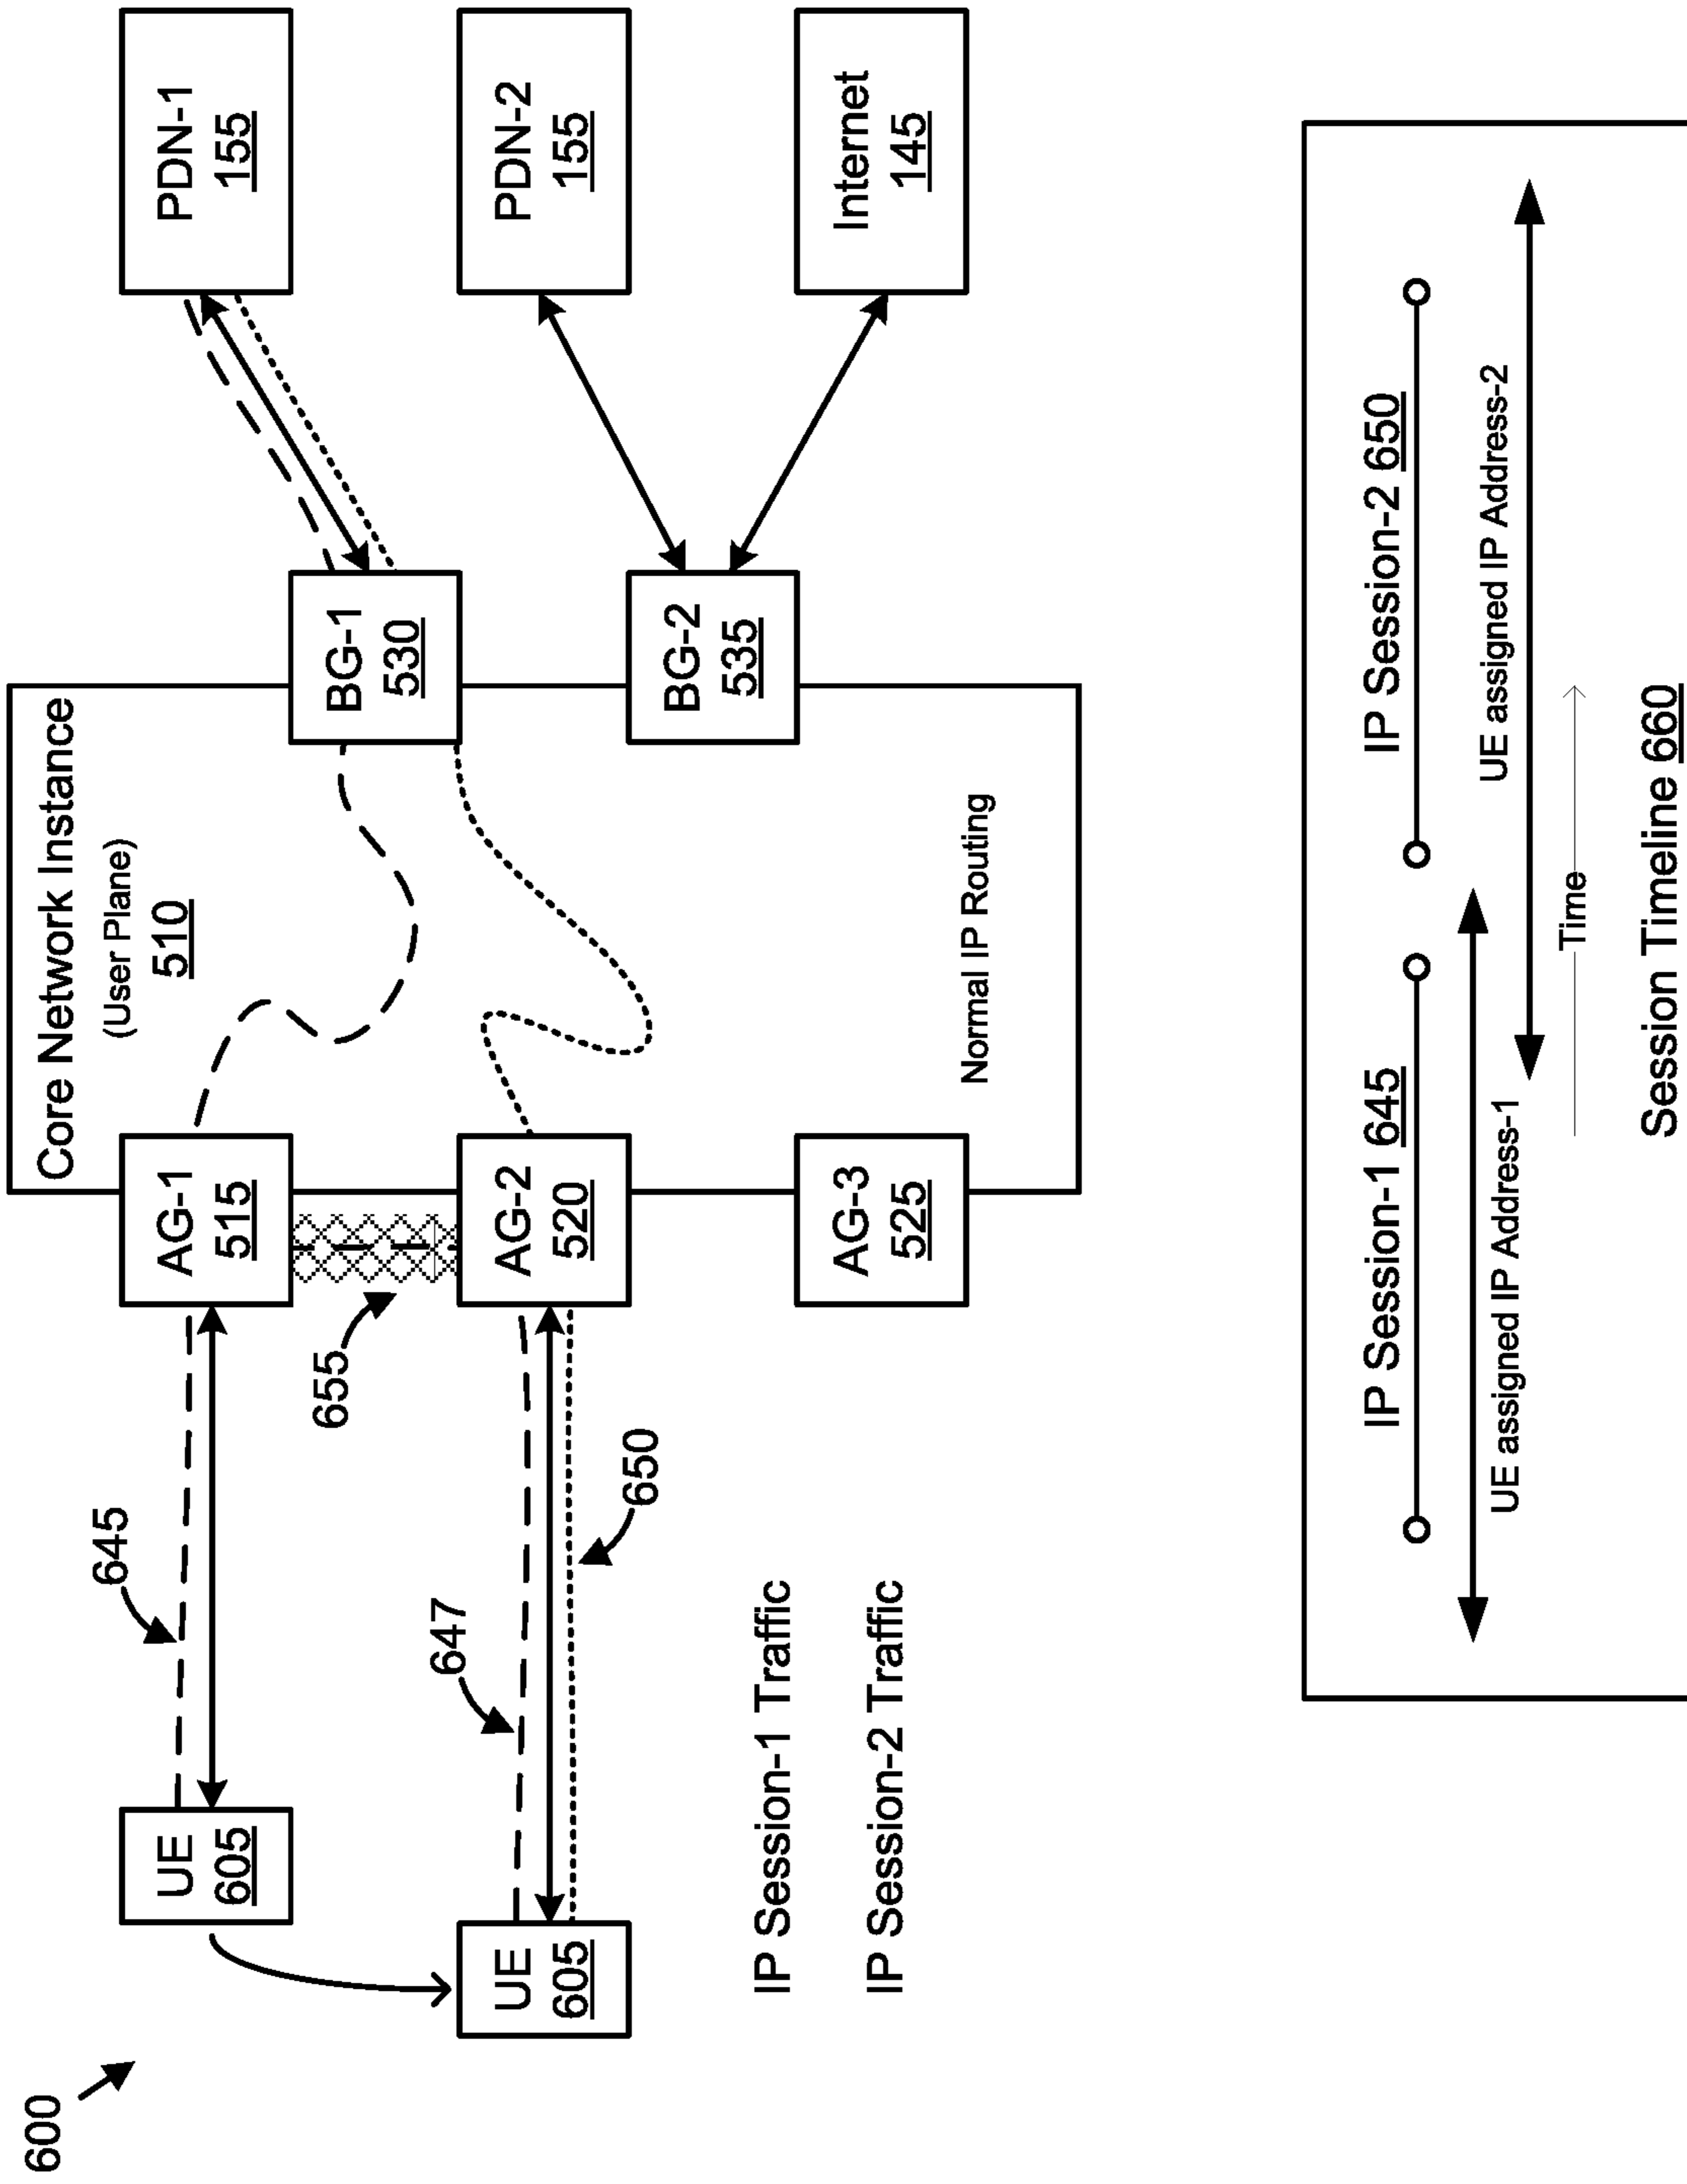 600
UE
605
UE
605
645
647
650
655
IP Session-1 Traffic
IP Session-2 Traffic
Core Network Instance
(User Plane)
510
AG-1
515
AG-2
520
AG-3
525
Normal IP Routing
BG-1
530
BG-2
535
PDN-1
155
PDN-2
155
Internet
145
IP Session-1 645
IP Session-2 650
UE assigned IP Address-1
UE assigned IP Address-2
Time
Session Timeline 660